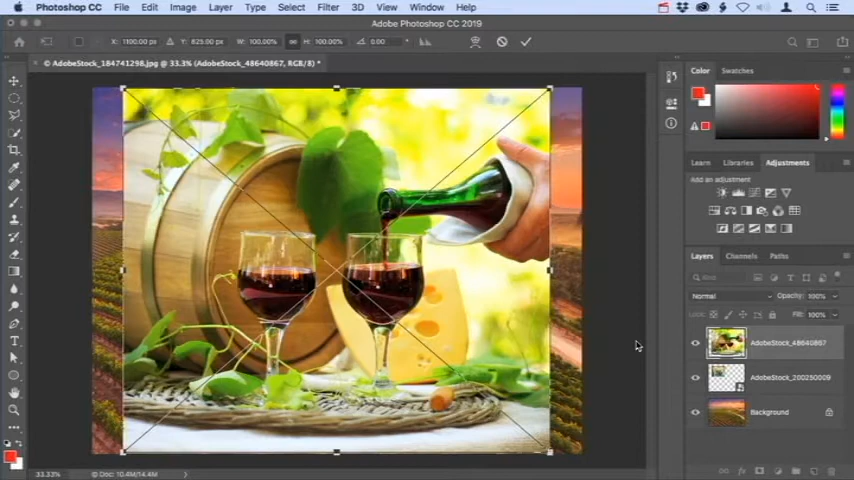 Photoshop CC File Edit Image Layer Type Select Filter 3D View Window Help
Adobe Photoshop CC 2019
X: 1100.00 px Y: 825.00 px W: 100.00% H: 100.00% 0.00 °
© AdobeStock_184741298.jpg @ 33.3% (AdobeStock_48640867, RGB/8) *
Color Swatches
Learn Libraries Adjustments
Add an adjustment
Layers Channels Paths
Kind
Normal Opacity: 100%
Lock: Fill: 100%
AdobeStock_48640867
AdobeStock_200250009
Background
33.33% Doc: 10.4M/14.4M